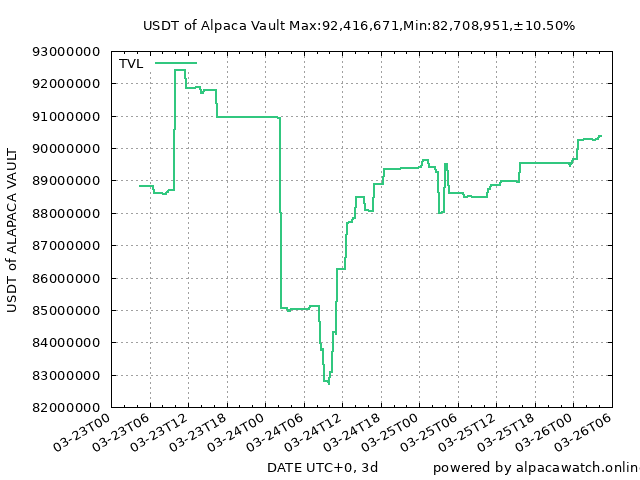 USDT of Alpaca Vault Max:92,416,671,Min:82,708,951,±10.50%
TVL
93000000
92000000
91000000
90000000
89000000
88000000
87000000
86000000
85000000
84000000
83000000
82000000
USDT of ALAPACA VAULT
03-23T00
03-23T06
03-23T12
03-23T18
03-24T00
03-24T06
03-24T12
03-24T18
03-25T00
03-25T06
03-25T12
03-25T18
03-26T00
03-26T06
DATE UTC+0, 3d
powered by alpacawatch.online